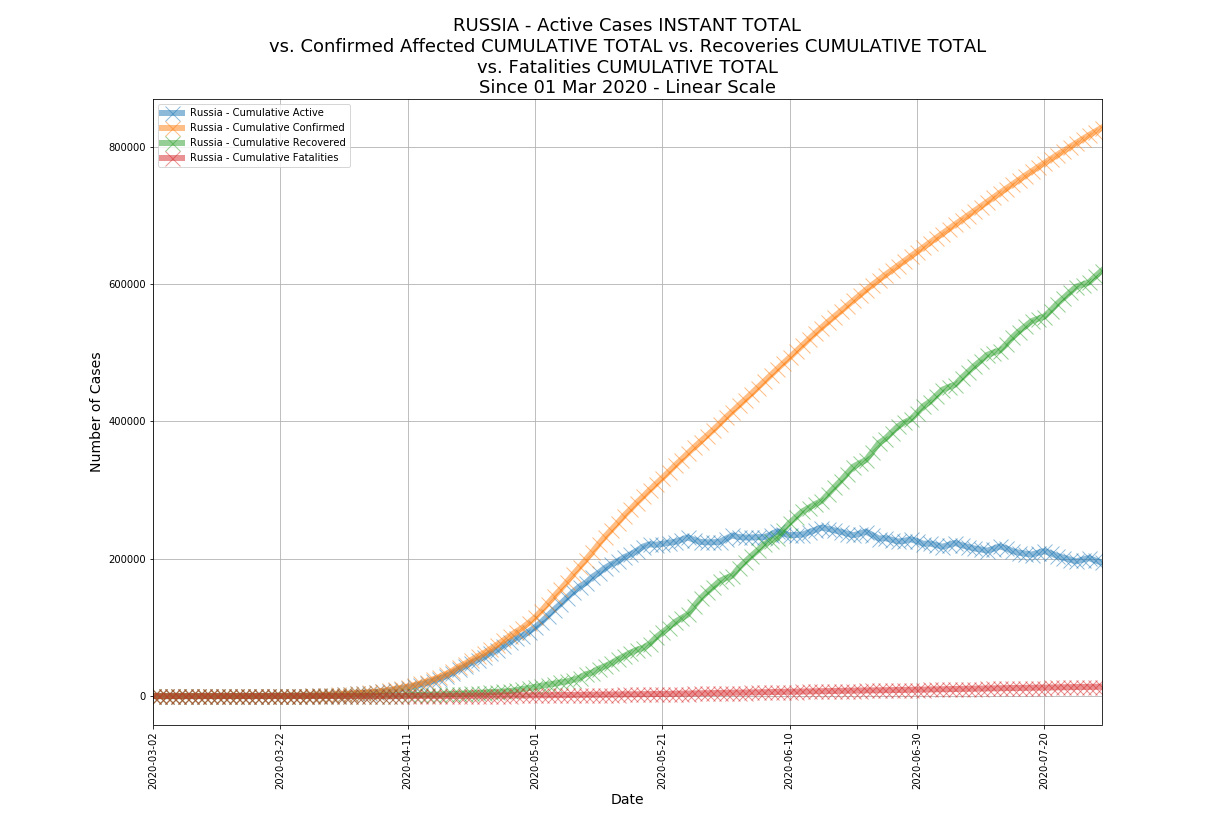 RUSSIA - Active Cases INSTANT TOTAL
vs. Confirmed Affected CUMULATIVE TOTAL vs. Recoveries CUMULATIVE TOTAL
vs. Fatalities CUMULATIVE TOTAL
Since 01 Mar 2020 - Linear Scale
Russia - Cumulative Active
Russia - Cumulative Confirmed
Russia - Cumulative Recovered
Russia - Cumulative Fatalities
Number of Cases
800000
600000
400000
200000
0
2020-03-02
2020-03-22
2020-04-11
2020-05-01
2020-05-21
2020-06-10
2020-06-30
2020-07-20
Date